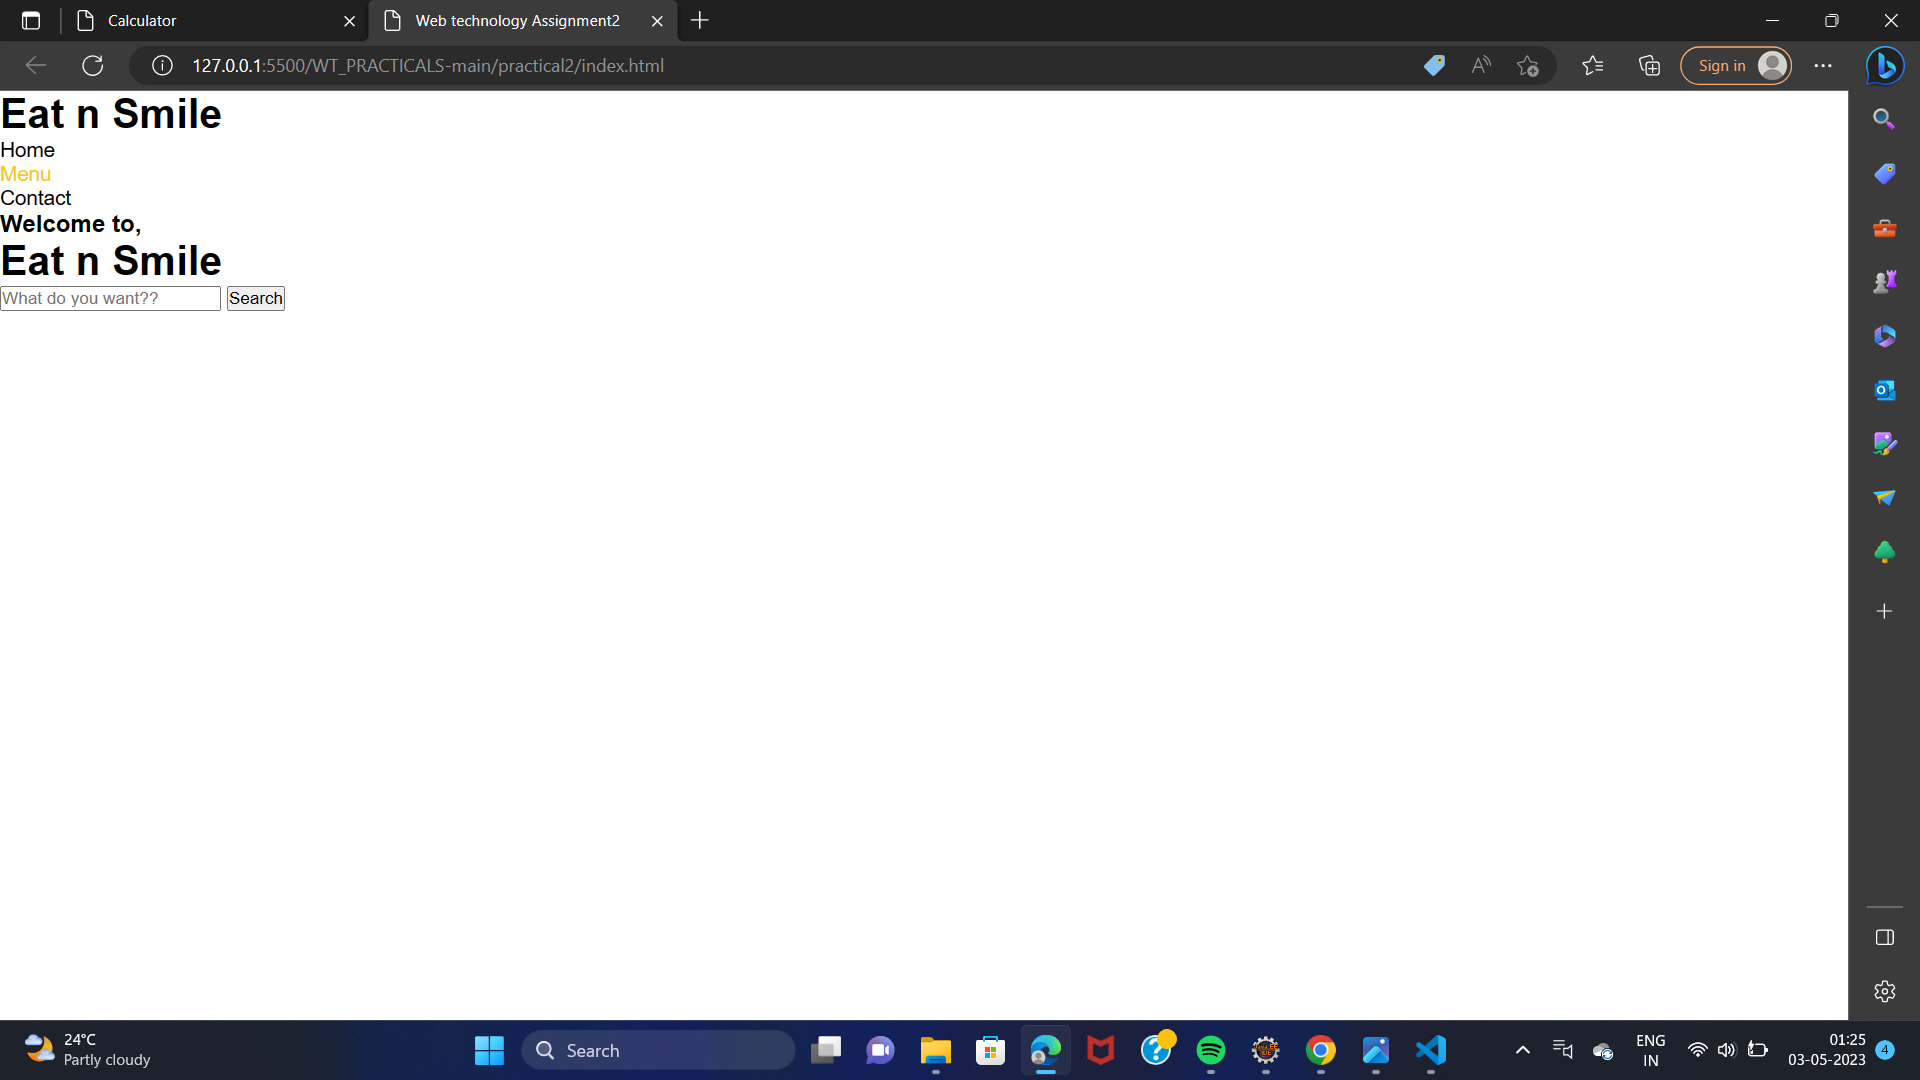 Calculator
Web technology Assignment2
127.0.0.1:5500/WT_PRACTICALS-main/practical2/index.html
Sign in
Eat n Smile
Home
Menu
Contact
Welcome to,
Eat n Smile
What do you want??
Search
24°C
Partly cloudy
Search
ENG
IN
01:25
03-05-2023
4